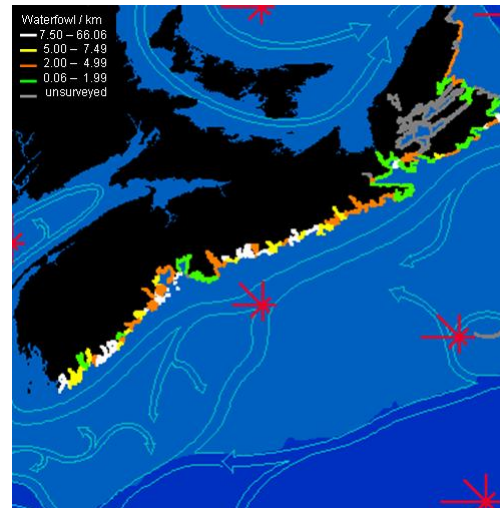 Waterfowl / km
7.50 – 66.06
5.00 – 7.49
2.00 – 4.99
0.06 – 1.99
unsurveyed